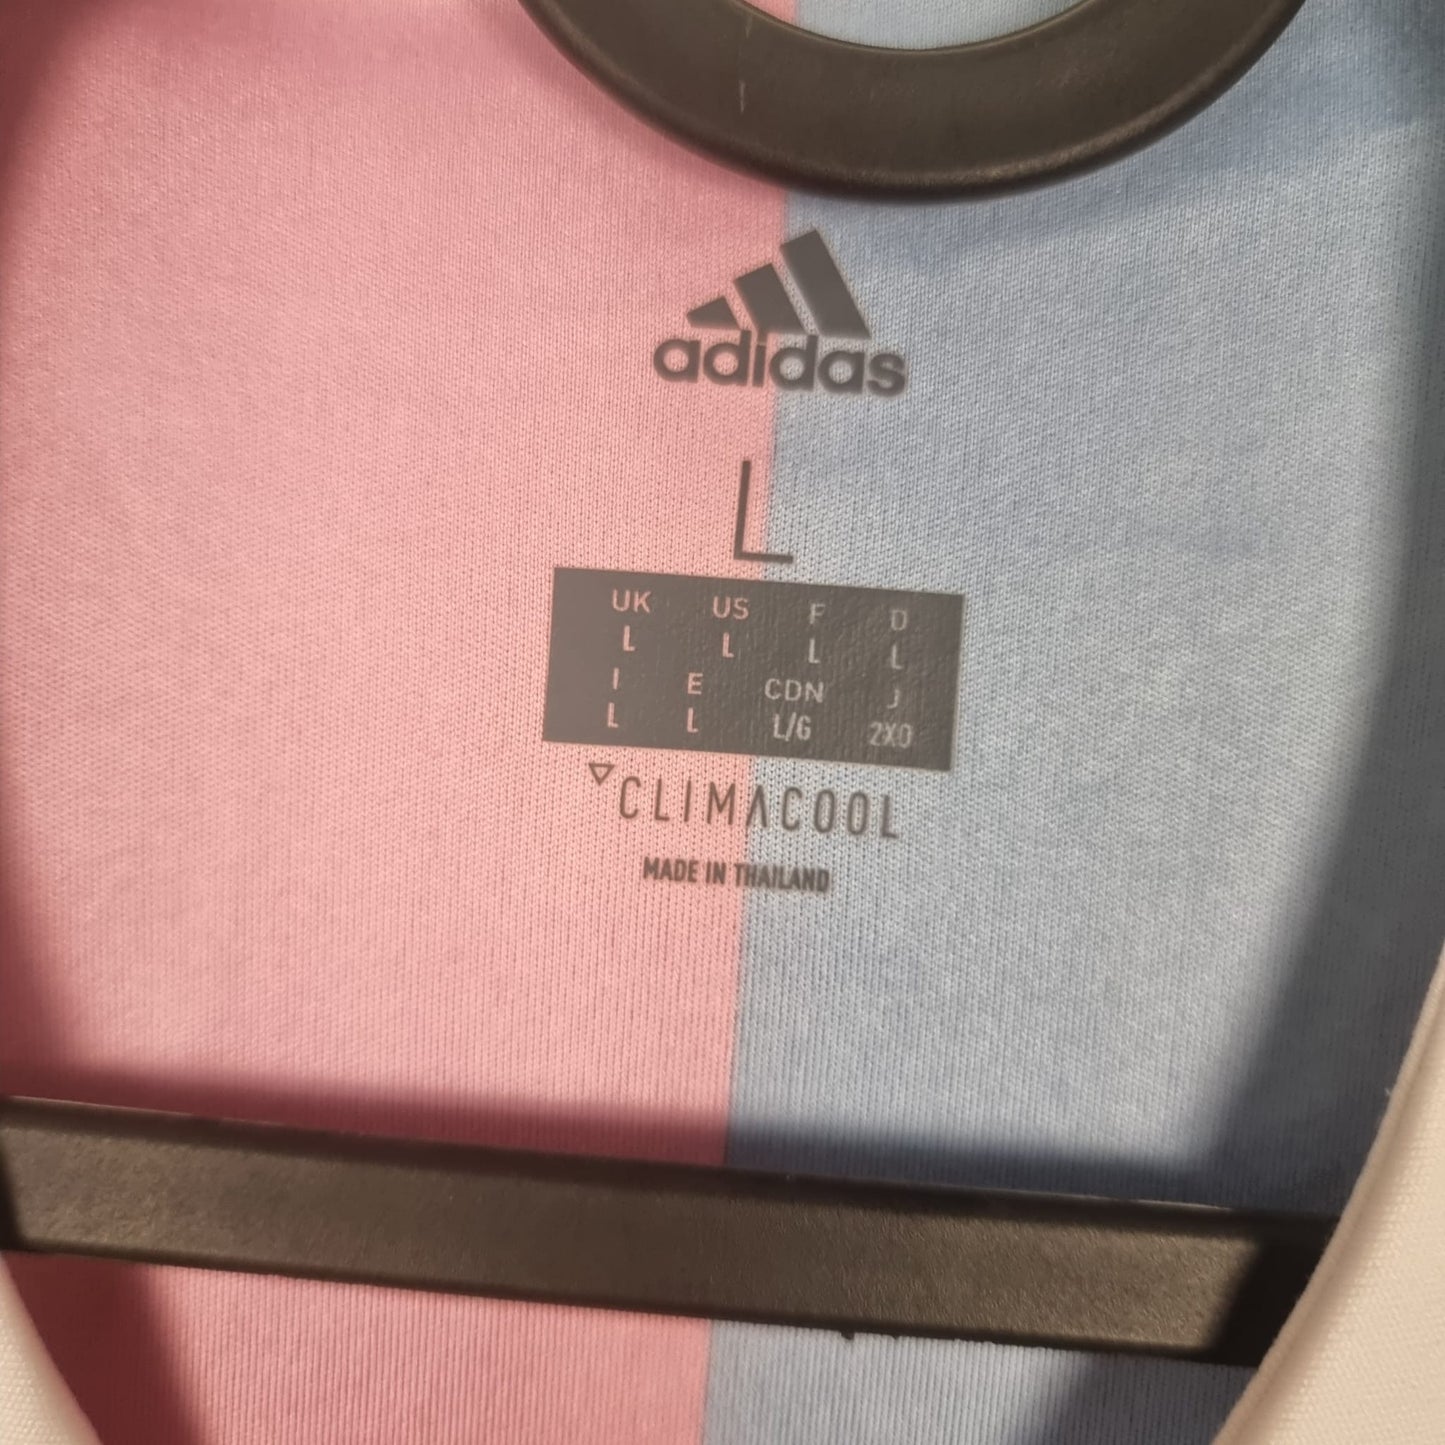 adidas
L
UK US F D
L L L L
I E CDN J
L L L/G 2XO
CLIMACOOL
MADE IN THAILAND